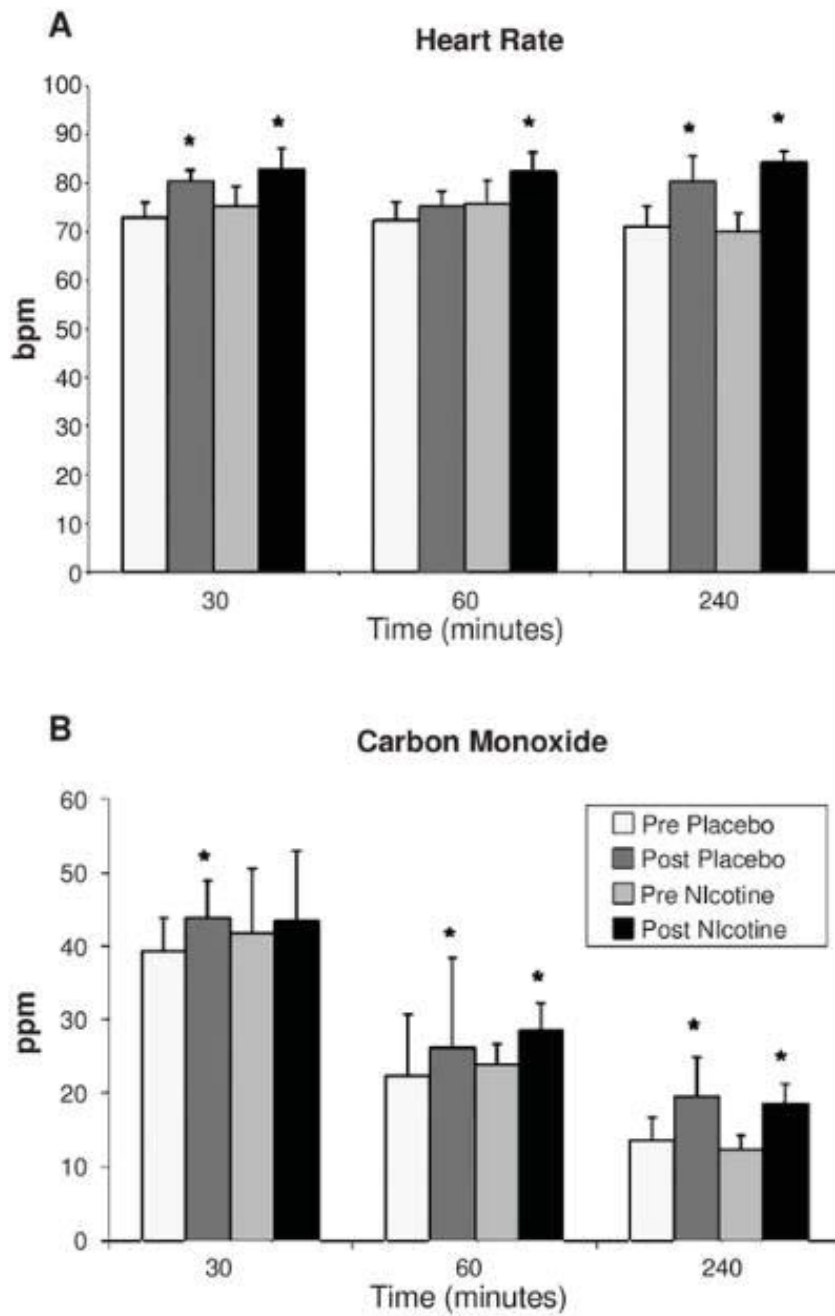 A
Heart Rate
100
90
80
70
60
50
40
30
20
10
0
bpm
* * * * *
30 60 240
Time (minutes)
B
Carbon Monoxide
60
50
40
30
20
10
0
ppm
Pre Placebo
Post Placebo
Pre NIcotine
Post NIcotine
* * * * *
30 60 240
Time (minutes)